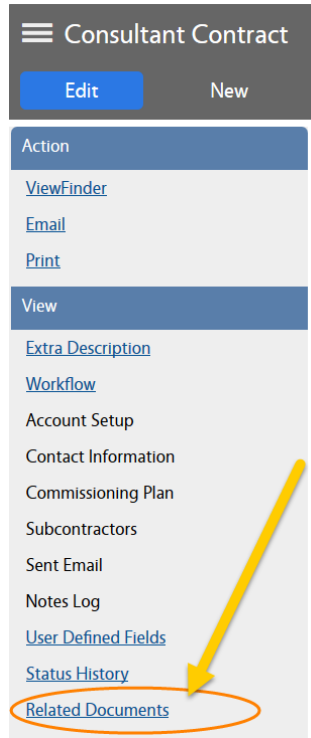 Consultant Contract
Edit New
Action
ViewFinder
Email
Print
View
Extra Description
Workflow
Account Setup
Contact Information
Commissioning Plan
Subcontractors
Sent Email
Notes Log
User Defined Fields
Status History
Related Documents